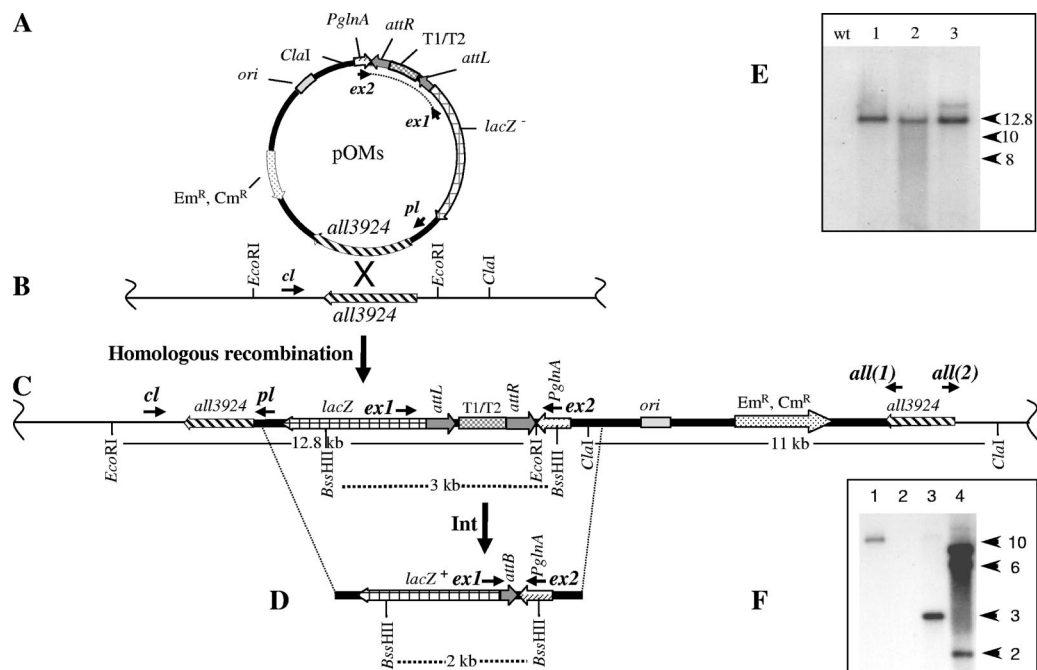 A
PglnA
attR
T1/T2
attL
ClaI
ori
ex2
ex1
lacZ -
pOMs
Em^R, Cm^R
pl
all3924
E
wt 1 2 3
12.8
10
8
B
EcoRI
cl
X
EcoRI
ClaI
all3924
Homologous recombination
C
cl
all3924
pl
lacZ
ex1
attL
T1/T2
attR
PglnA
ex2
ori
Em^R, Cm^R
all(1)
all(2)
all3924
EcoRI
12.8 kb
BssHII
EcoRI
BssHII
ClaI
11 kb
ClaI
3 kb
Int
D
lacZ +
ex1
attB
PglnA
ex2
BssHII
BssHII
2 kb
F
1 2 3 4
10
6
3
2